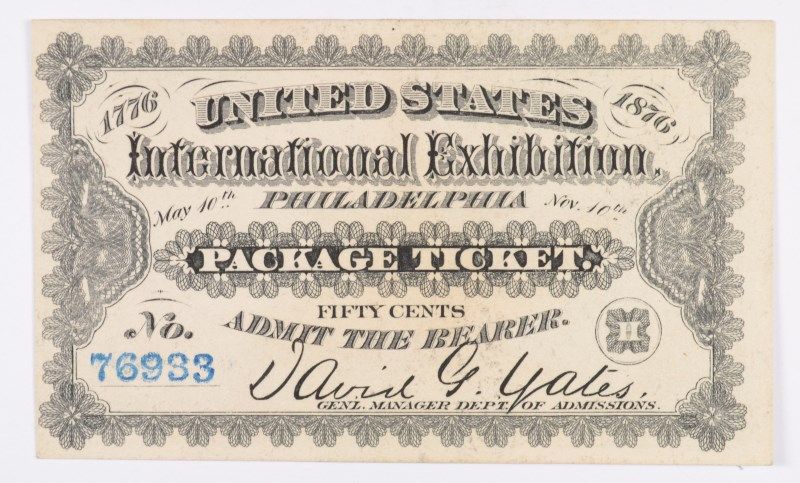 1776 UNITED STATES 1876
International Exhibition.
May 10th PHILADELPHIA Nov. 10th
PACKAGE TICKET.
FIFTY CENTS
ADMIT THE BEARER.
H
No.
76933
David G. Yates,
GENL. MANAGER DEPT. OF ADMISSIONS.